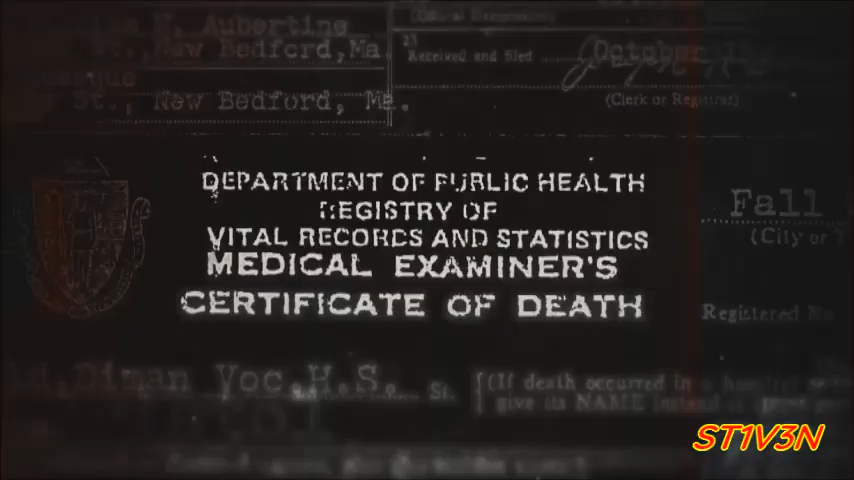 N. Aubertine
St., New Bedford, Ma.
St., New Bedford, Ma.
Received and filed
October
(Clerk or Registrar)
DEPARTMENT OF PUBLIC HEALTH
REGISTRY OF
VITAL RECORDS AND STATISTICS
MEDICAL EXAMINER'S
CERTIFICATE OF DEATH
Fall
(City or
Registered No
Diman Voc. H.S. St.
(If death occurred in a
give its NAME instead of
ST1V3N